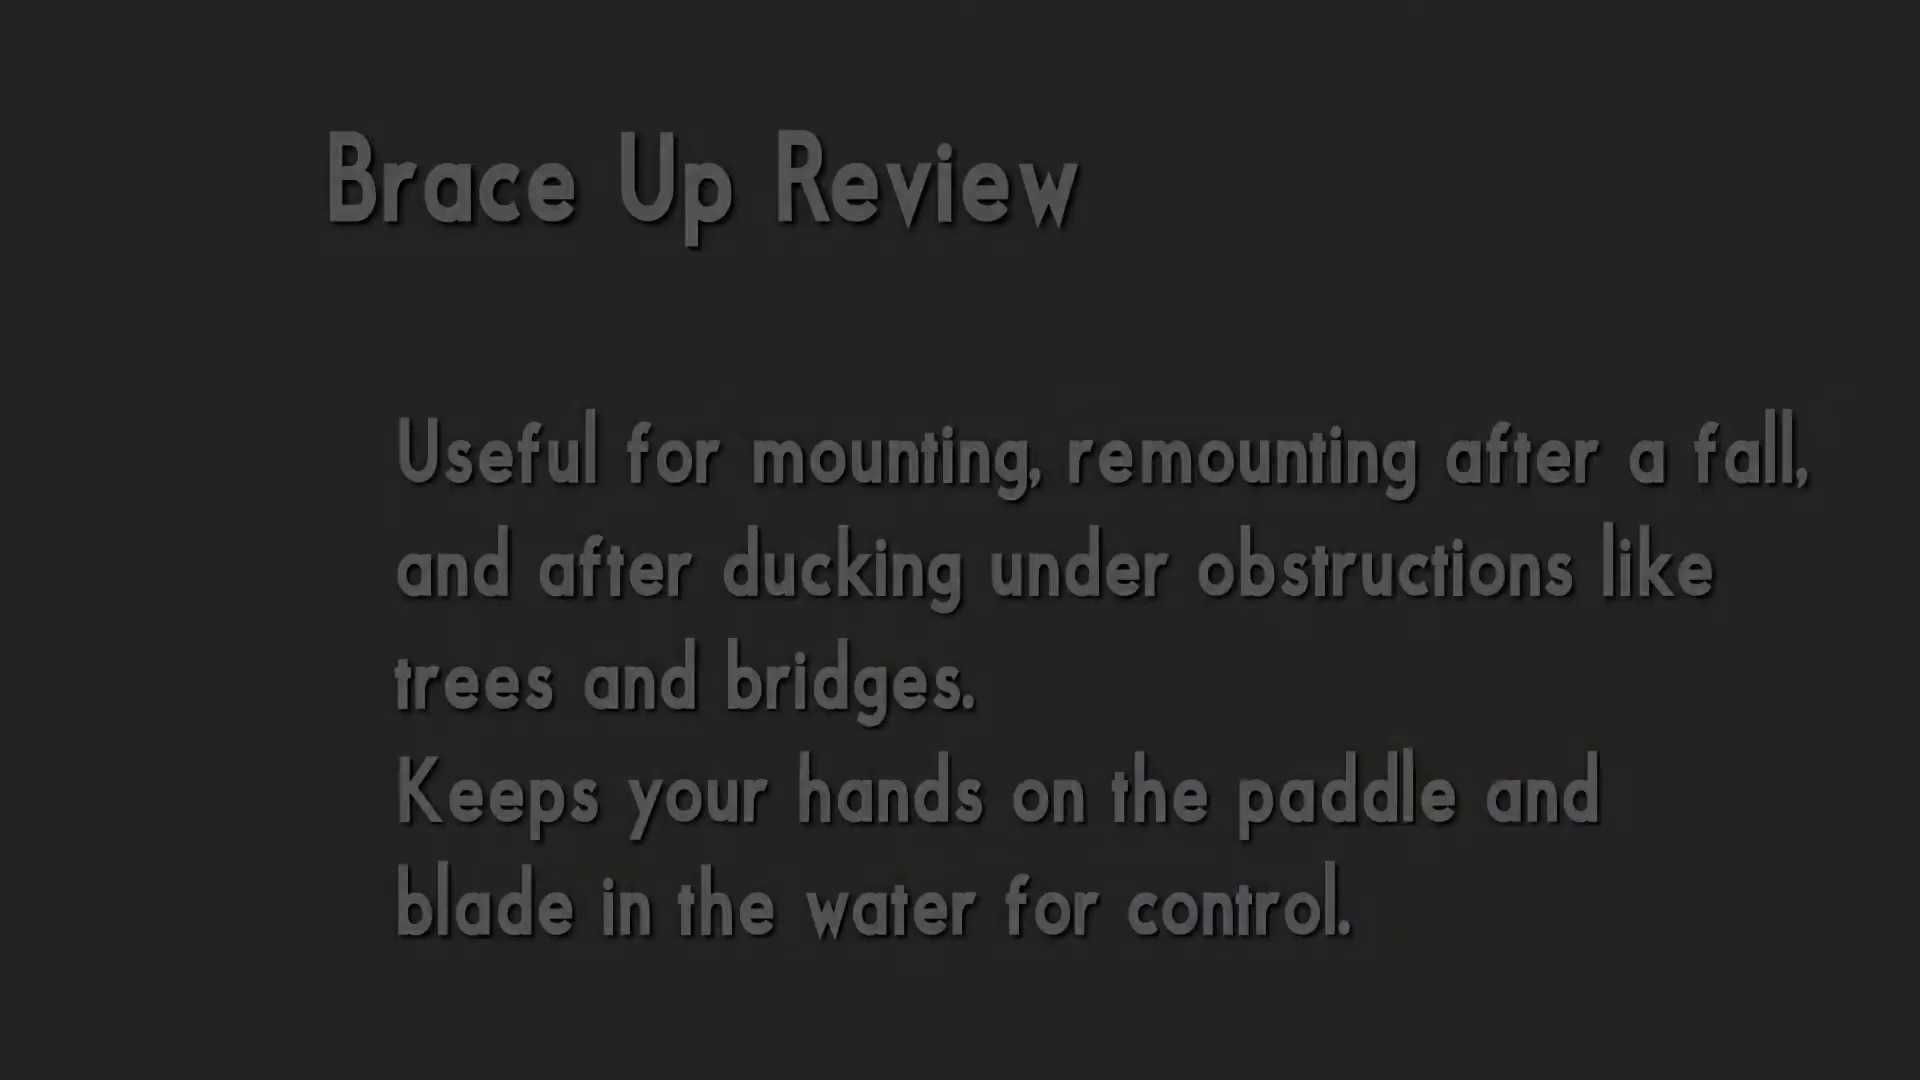 Brace Up Review
Useful for mounting, remounting after a fall,
and after ducking under obstructions like
trees and bridges.
Keeps your hands on the paddle and
blade in the water for control.